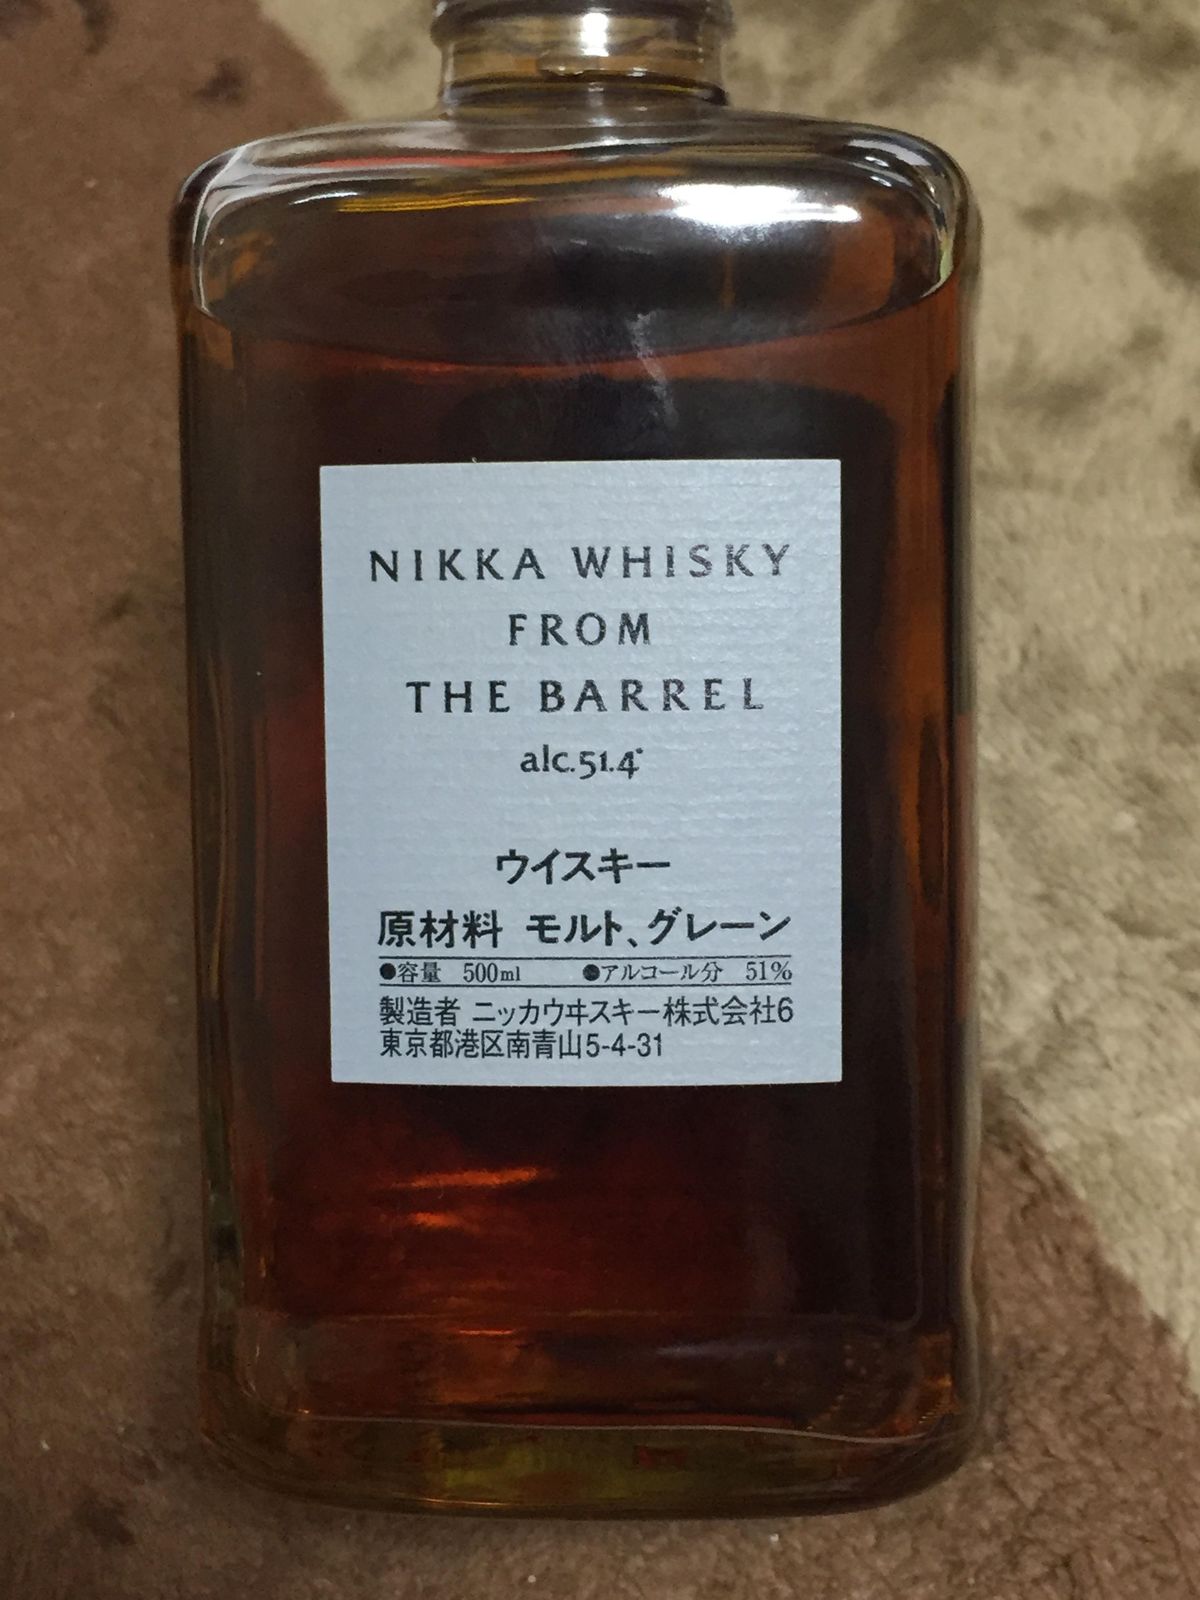 NIKKA WHISKY
FROM
THE BARREL
alc.51.4°
ウイスキー
原材料 モルト、グレーン
●容量 500ml ●アルコール分 51%
製造者 ニッカウヰスキー株式会社6
東京都港区南青山5-4-31